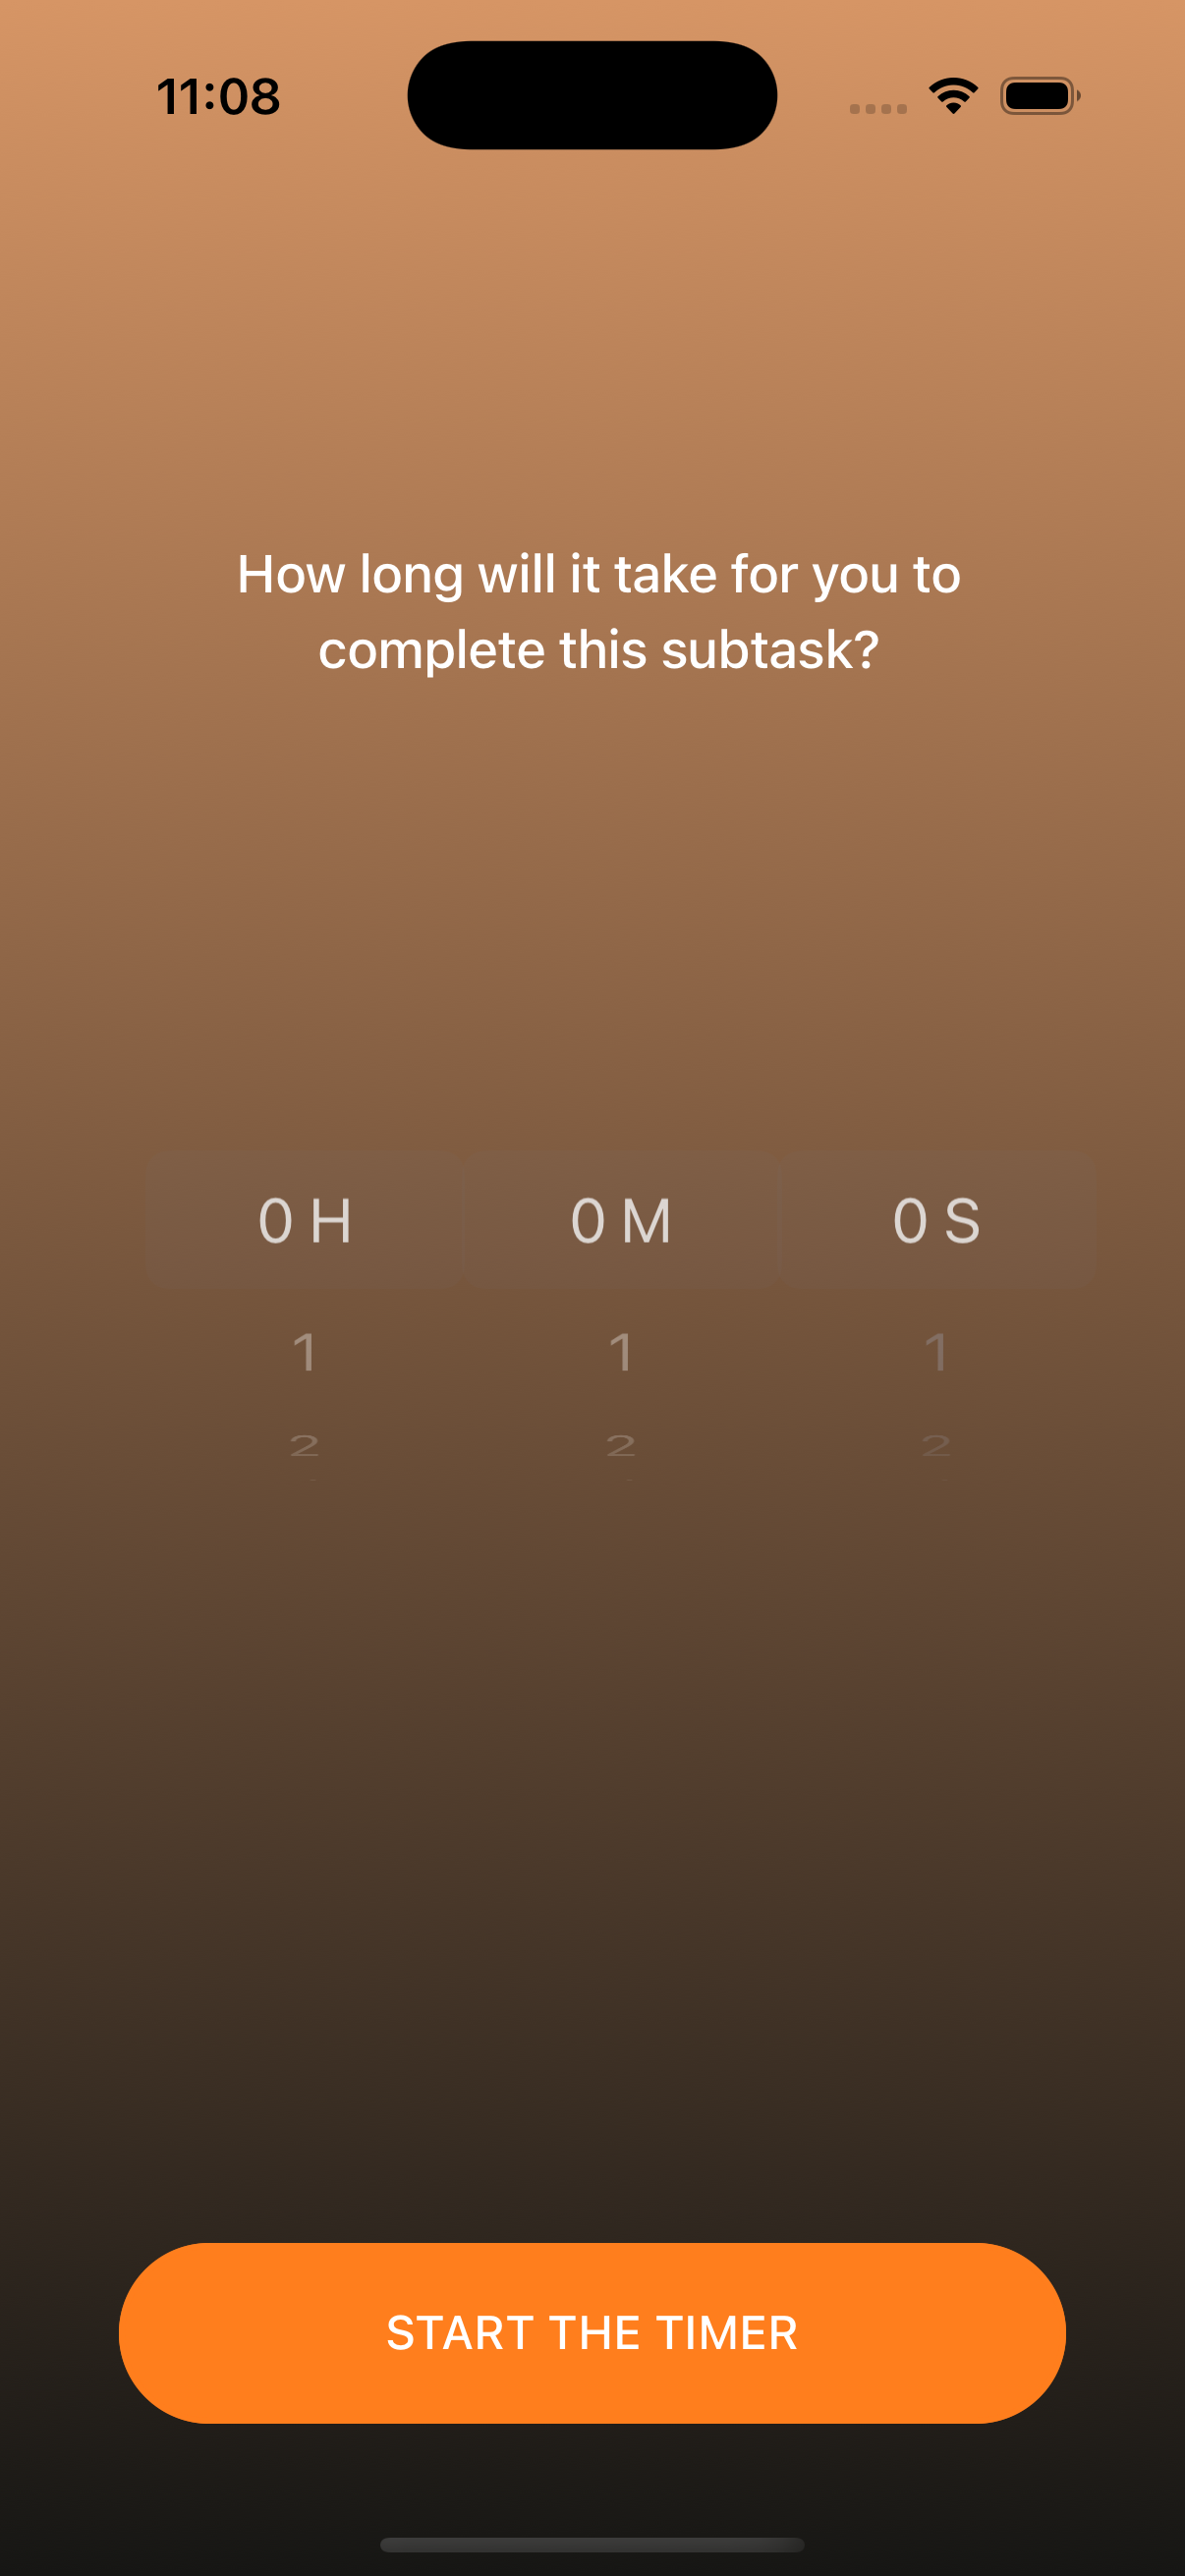 11:08
How long will it take for you to
complete this subtask?
0 H 0 M 0 S
1 1 1
2 2 2
START THE TIMER